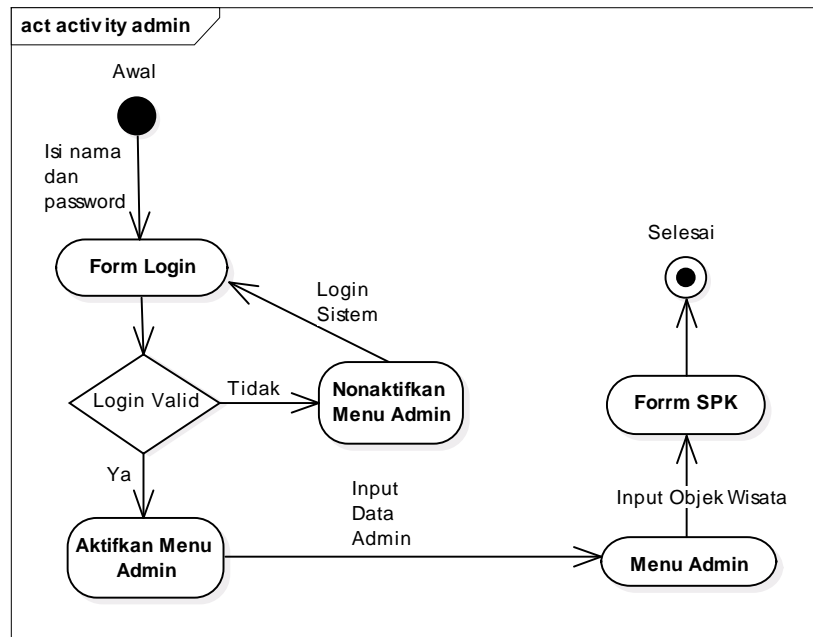 act activity admin
Awal
Isi nama
dan
password
Form Login
Login
Sistem
Login Valid
Tidak
Nonaktifkan
Menu Admin
Ya
Aktifkan Menu
Admin
Input
Data
Admin
Menu Admin
Input Objek Wisata
Forrm SPK
Selesai